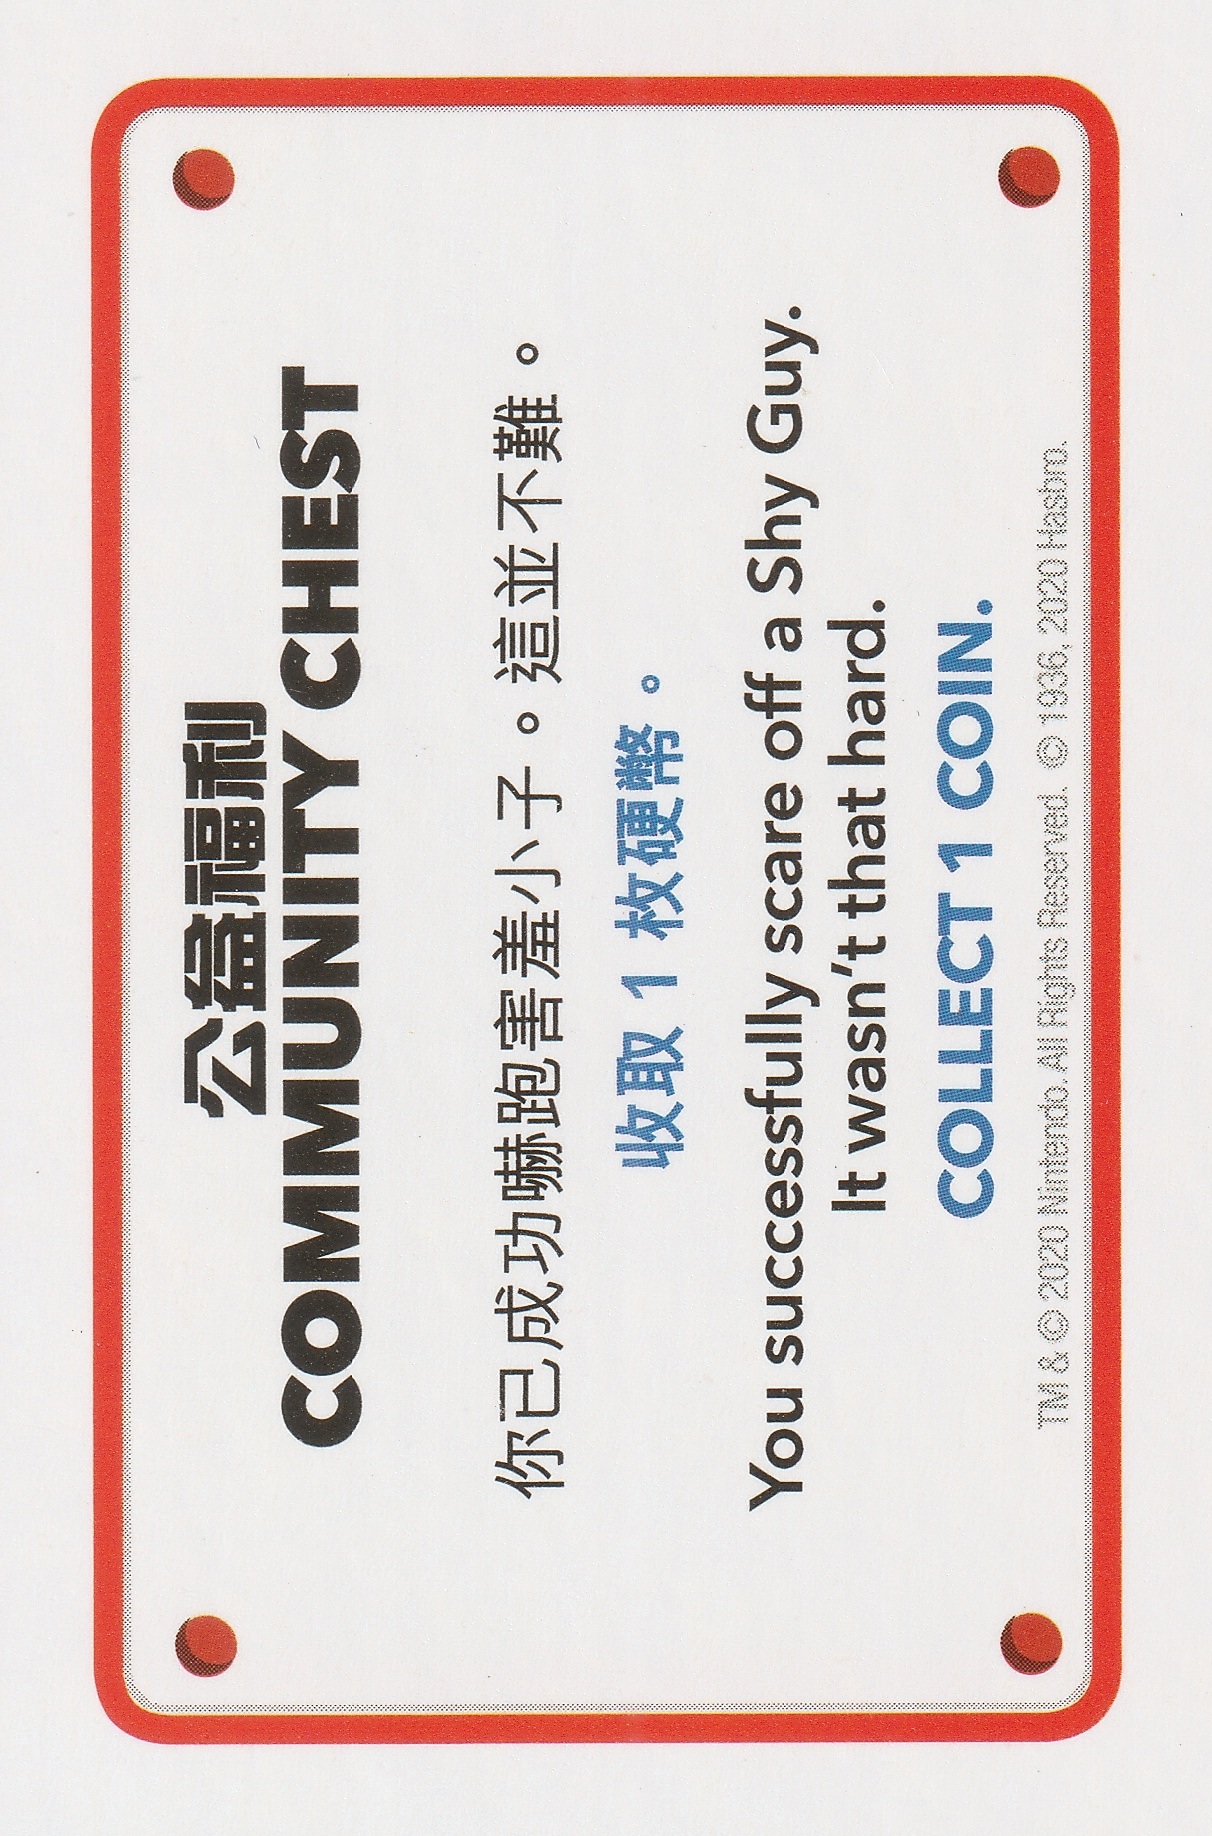 公益福利
COMMUNITY CHEST
你已成功嚇跑害羞小子。這並不難。
收取 1 枚硬幣。
You successfully scare off a Shy Guy.
It wasn't that hard.
COLLECT 1 COIN.
TM & © 2020 Nintendo. All Rights Reserved. © 1936, 2020 Hasbro.